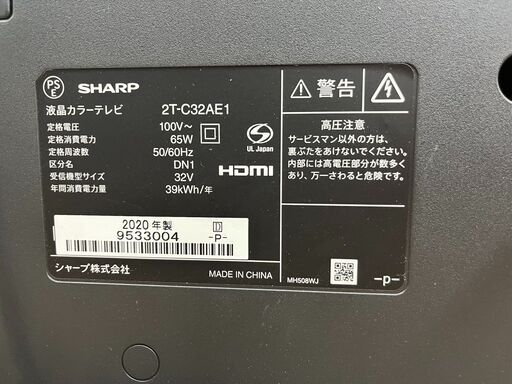 PS
E
SHARP
液晶カラーテレビ 2T-C32AE1
定格電圧 100V～
定格消費電力 65W
定格周波数 50/60Hz
区分名 DN1
受信機型サイズ 32V
年間消費電力量 39kWh/年
UL Japan
HDMI
2020 年製 D
9533004 -P-
シャープ株式会社
MADE IN CHINA
警告
高圧注意
サービスマン以外の方は、
裏ぶたをあけないでください。
内部には高電圧部分が数多く
あり、万一さわると危険です。
MH508WJ
-p-